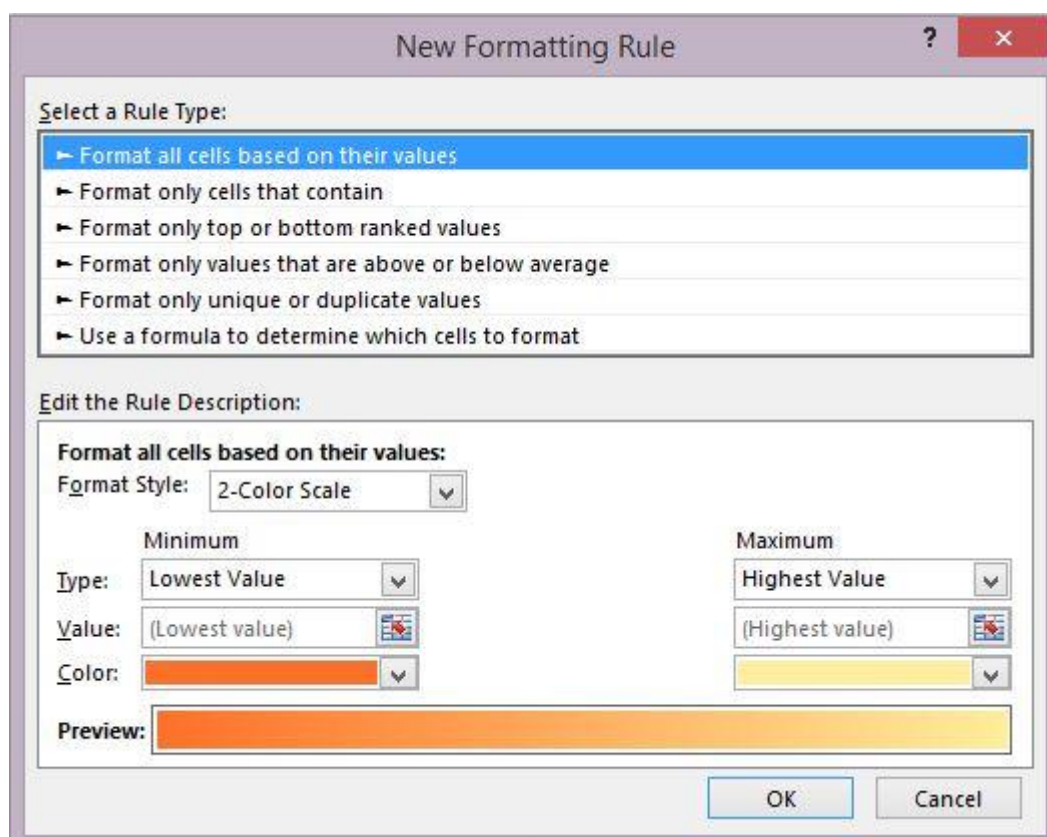 New Formatting Rule
?
×
Select a Rule Type:
► Format all cells based on their values
► Format only cells that contain
► Format only top or bottom ranked values
► Format only values that are above or below average
► Format only unique or duplicate values
► Use a formula to determine which cells to format
Edit the Rule Description:
Format all cells based on their values:
Format Style: 2-Color Scale
Minimum Maximum
Type: Lowest Value Highest Value
Value: (Lowest value) (Highest value)
Color:
Preview:
OK Cancel